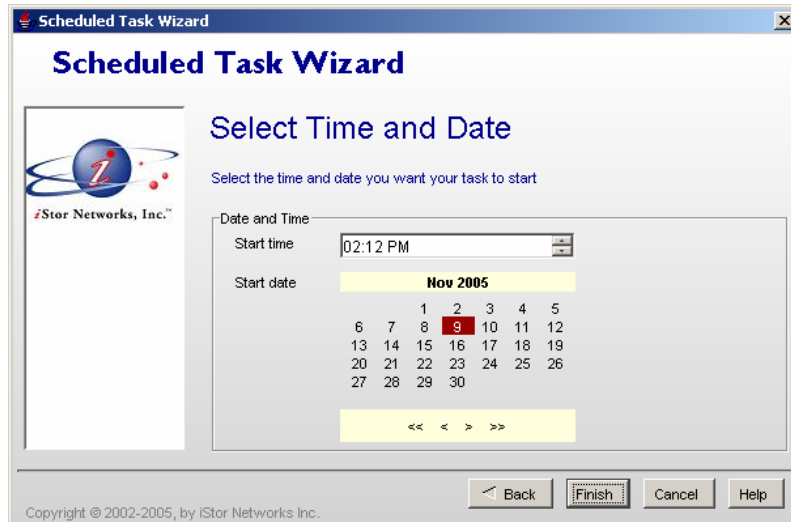 Scheduled Task Wizard
Scheduled Task Wizard
Select Time and Date
Select the time and date you want your task to start
iStor Networks, Inc.™
Date and Time
Start time
02:12 PM
Start date
Nov 2005
1 2 3 4 5
6 7 8 9 10 11 12
13 14 15 16 17 18 19
20 21 22 23 24 25 26
27 28 29 30
<< < > >>
Back Finish Cancel Help
Copyright © 2002-2005, by iStor Networks Inc.